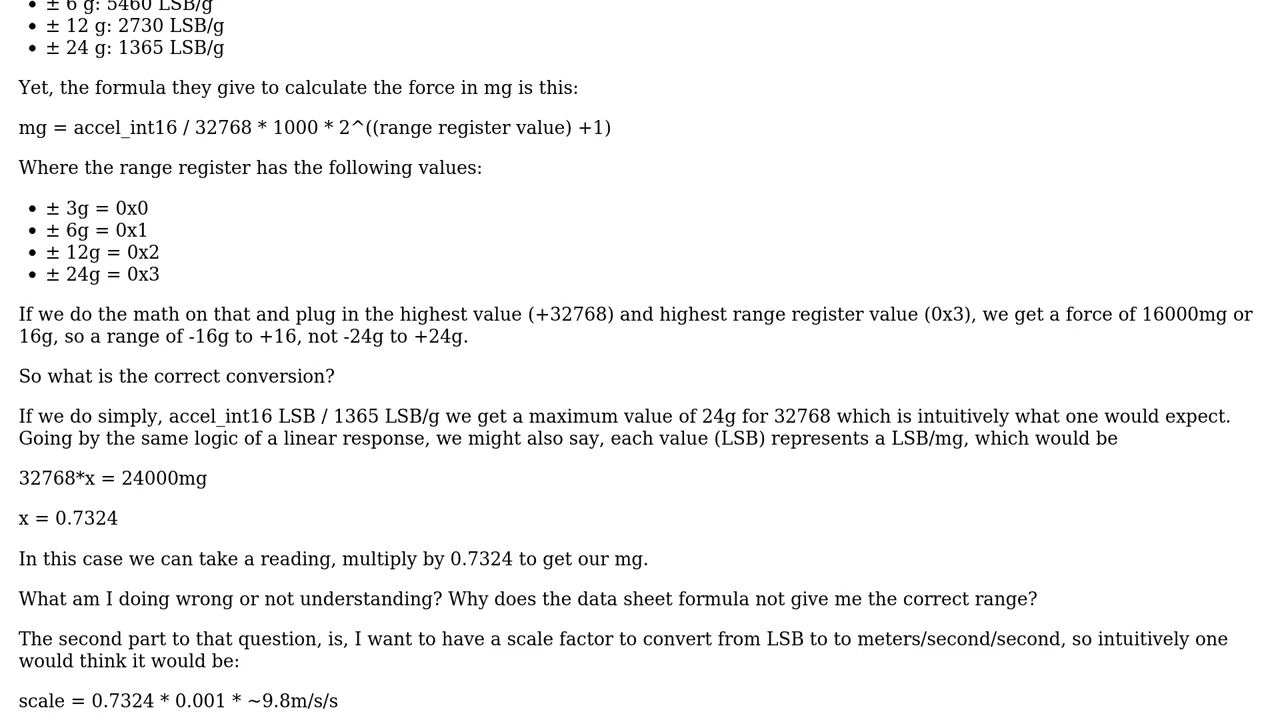 • ± 6 g: 5460 LSB/g
• ± 12 g: 2730 LSB/g
• ± 24 g: 1365 LSB/g
Yet, the formula they give to calculate the force in mg is this:
mg = accel_int16 / 32768 * 1000 * 2^((range register value) +1)
Where the range register has the following values:
• ± 3g = 0x0
• ± 6g = 0x1
• ± 12g = 0x2
• ± 24g = 0x3
If we do the math on that and plug in the highest value (+32768) and highest range register value (0x3), we get a force of 16000mg or
16g, so a range of -16g to +16, not -24g to +24g.
So what is the correct conversion?
If we do simply, accel_int16 LSB / 1365 LSB/g we get a maximum value of 24g for 32768 which is intuitively what one would expect.
Going by the same logic of a linear response, we might also say, each value (LSB) represents a LSB/mg, which would be
32768*x = 24000mg
x = 0.7324
In this case we can take a reading, multiply by 0.7324 to get our mg.
What am I doing wrong or not understanding? Why does the data sheet formula not give me the correct range?
The second part to that question, is, I want to have a scale factor to convert from LSB to to meters/second/second, so intuitively one
would think it would be:
scale = 0.7324 * 0.001 * ~9.8m/s/s